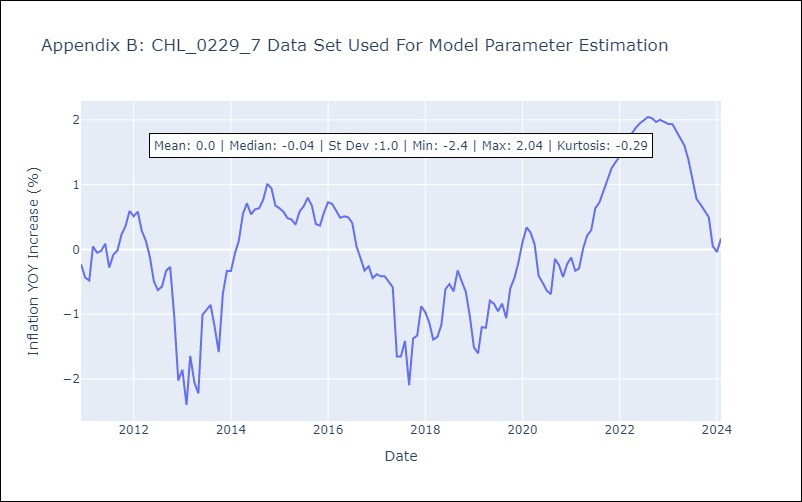 Appendix B: CHL_0229_7 Data Set Used For Model Parameter Estimation
2
Mean: 0.0 | Median: -0.04 | St Dev :1.0 | Min: -2.4 | Max: 2.04 | Kurtosis: -0.29
1
0
−1
−2
Inflation YOY Increase (%)
2012 2014 2016 2018 2020 2022 2024
Date